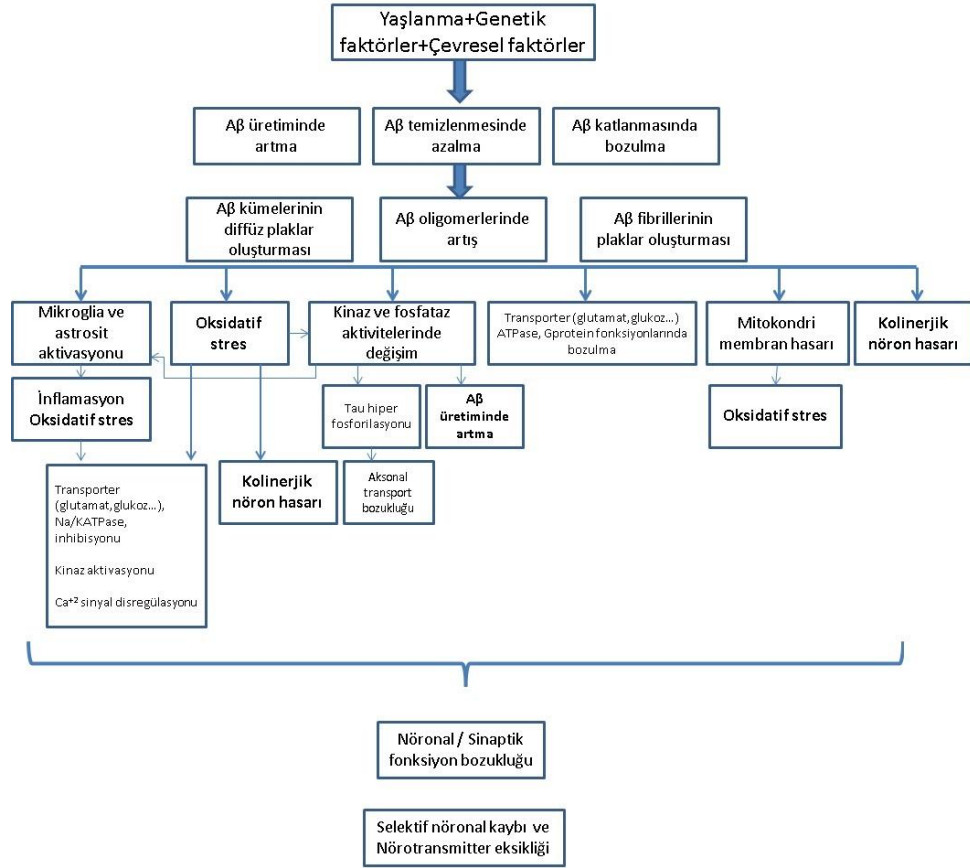 Yaşlanma+Genetik
faktörler+Çevresel faktörler
Aβ üretiminde
artma
Aβ temizlenmesinde
azalma
Aβ katlanmasında
bozulma
Aβ kümelerinin
diffüz plaklar
oluşturması
Aβ oligomerlerinde
artış
Aβ fibrillerinin
plaklar oluşturması
Mikroglia ve
astrosit
aktivasyonu
Oksidatif
stres
Kinaz ve fosfataz
aktivitelerinde
değişim
Transporter (glutamat,glukoz...)
ATPase, Gprotein fonksiyonlarında
bozulma
Mitokondri
membran hasarı
Kolinerjik
nöron hasarı
İnflamasyon
Oksidatif stres
Tau hiper
fosforilasyonu
Aβ
üretiminde
artma
Oksidatif stres
Transporter
(glutamat,glukoz...),
Na/KATPase,
inhibisyonu
Kinaz aktivasyonu
Ca⁺² sinyal disregülasyonu
Kolinerjik
nöron hasarı
Aksonal
transport
bozukluğu
Nöronal / Sinaptik
fonksiyon bozukluğu
Selektif nöronal kaybı ve
Nörotransmitter eksikliği